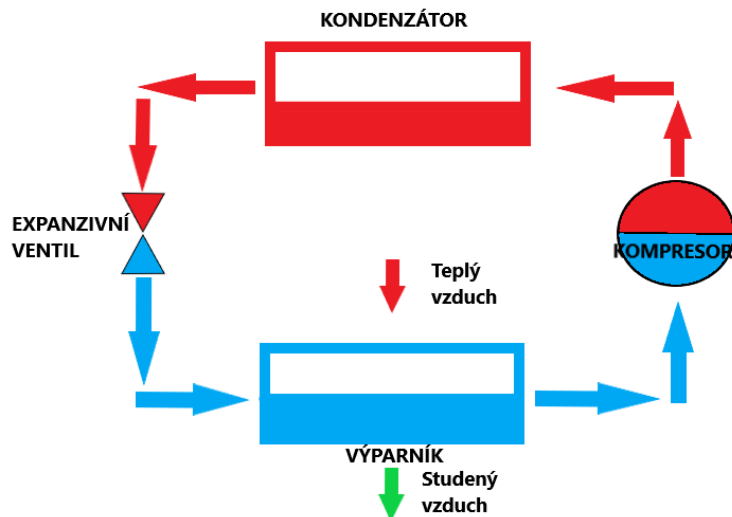 KONDENZÁTOR
EXPANZIVNÍ
VENTIL
KOMPRESOR
Teplý
vzduch
VÝPARNÍK
Studený
vzduch